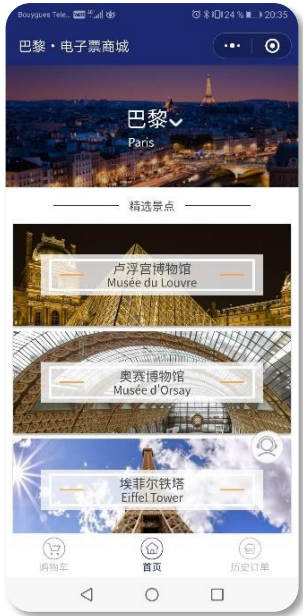 Bouygues Tele...
24 % 20:35
巴黎・电子票商城
巴黎
Paris
精选景点
卢浮宫博物馆
Musée du Louvre
奥赛博物馆
Musée d'Orsay
埃菲尔铁塔
Eiffel Tower
购物车
首页
历史订单